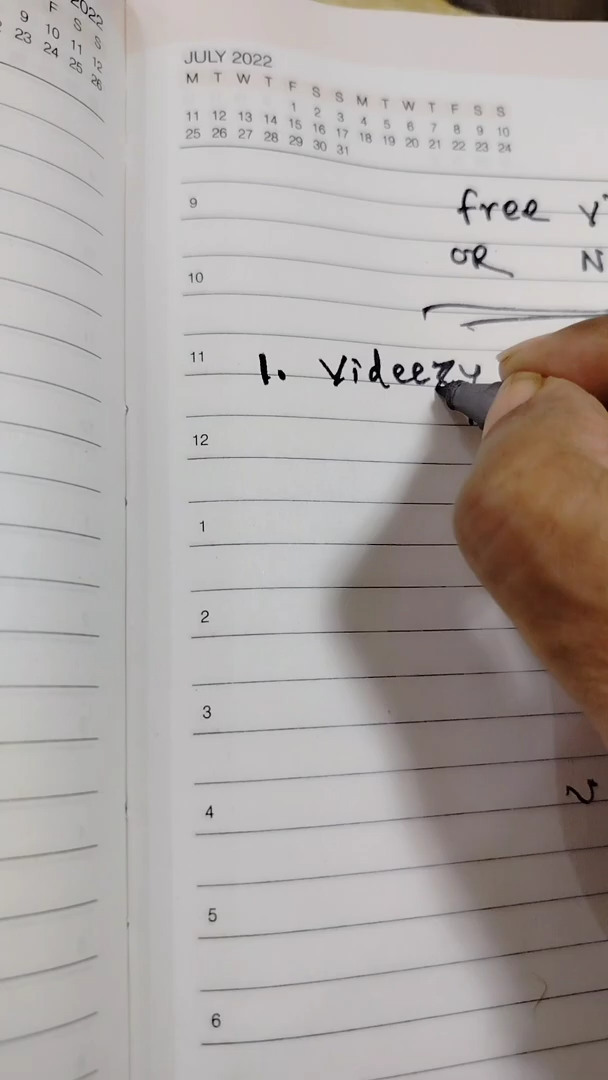 2022
F S S
9 10 11 12
23 24 25 26
JULY 2022
M T W T F S S M T W T F S S
1 2 3 4 5 6 7 8 9 10
11 12 13 14 15 16 17 18 19 20 21 22 23 24
25 26 27 28 29 30 31
9
free
OR N
10
11
1. Videezy
12
1
2
3
4
5
6